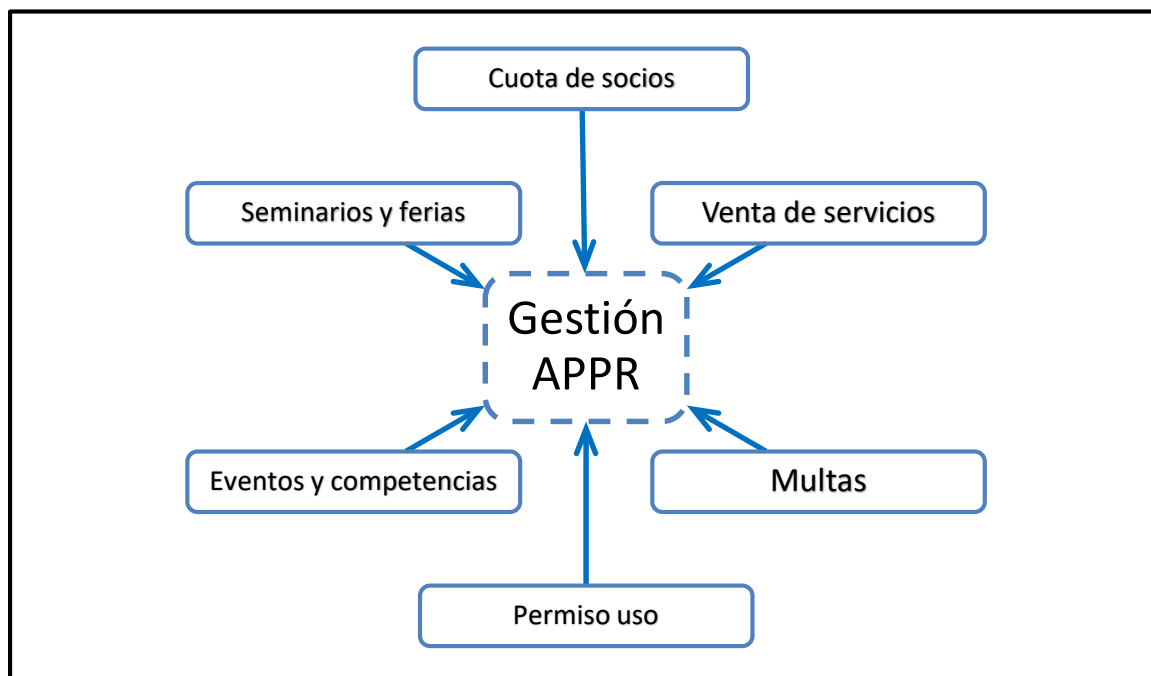 Cuota de socios
Seminarios y ferias
Venta de servicios
Gestión
APPR
Eventos y competencias
Multas
Permiso uso